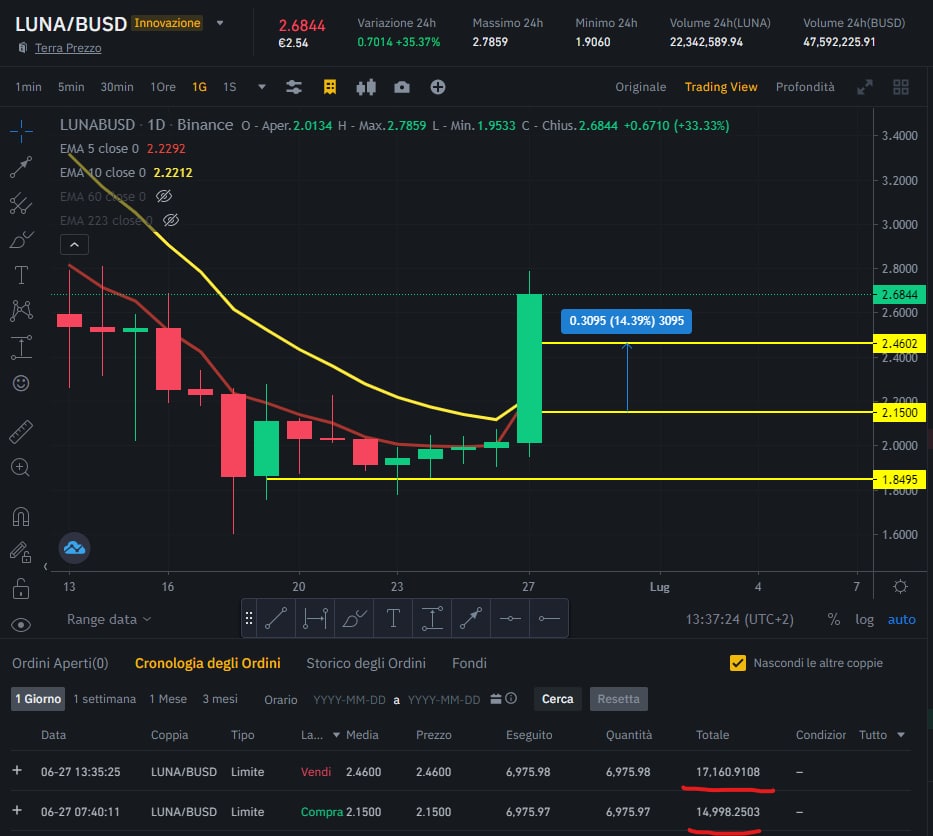 LUNA/BUSD Innovazione
Terra Prezzo
2.6844
€2.54
Variazione 24h
0.7014 +35.37%
Massimo 24h
2.7859
Minimo 24h
1.9060
Volume 24h(LUNA)
22,342,589.94
Volume 24h(BUSD)
47,592,225.91
1min 5min 30min 1Ore 1G 1S
Originale Trading View Profondità
LUNABUSD · 1D · Binance O - Aper.2.0134 H - Max.2.7859 L - Min.1.9533 C - Chius.2.6844 +0.6710 (+33.33%)
EMA 5 close 0 2.2292
EMA 10 close 0 2.2212
EMA 60 close 0
EMA 223 close 0
0.3095 (14.39%) 3095
3.4000
3.2000
3.0000
2.8000
2.6844
2.6000
2.4602
2.4000
2.2000
2.1500
2.0000
1.8495
1.8000
1.6000
13 16 20 23 27 Lug 4 7
Range data
13:37:24 (UTC+2) % log auto
Ordini Aperti(0) Cronologia degli Ordini Storico degli Ordini Fondi
Nascondi le altre coppie
1 Giorno 1 settimana 1 Mese 3 mesi Orario YYYY-MM-DD a YYYY-MM-DD Cerca Resetta
Data Coppia Tipo La... Media Prezzo Eseguito Quantità Totale Condizior Tutto
+ 06-27 13:35:25 LUNA/BUSD Limite Vendi 2.4600 2.4600 6,975.98 6,975.98 17,160.9108 –
+ 06-27 07:40:11 LUNA/BUSD Limite Compra 2.1500 2.1500 6,975.97 6,975.97 14,998.2503 –